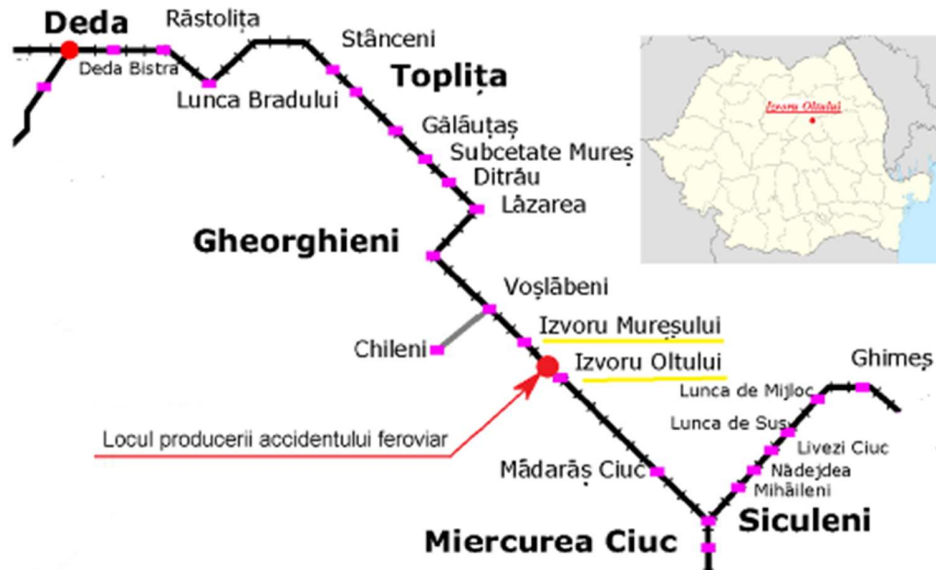 Deda
Răstolița
Deda Bistra
Lunca Bradului
Stânceni
Toplița
Gălăuțaș
Subcetate Mureș
Ditrău
Lăzarea
Gheorghieni
Voșlăbeni
Chileni
Izvoru Mureșului
Izvoru Oltului
Locul producerii accidentului feroviar
Mădărăș Ciuc
Miercurea Ciuc
Siculeni
Mihăileni
Nădejdea
Livezi Ciuc
Lunca de Sus
Lunca de Mijloc
Ghimeș
Izvoru Oltului